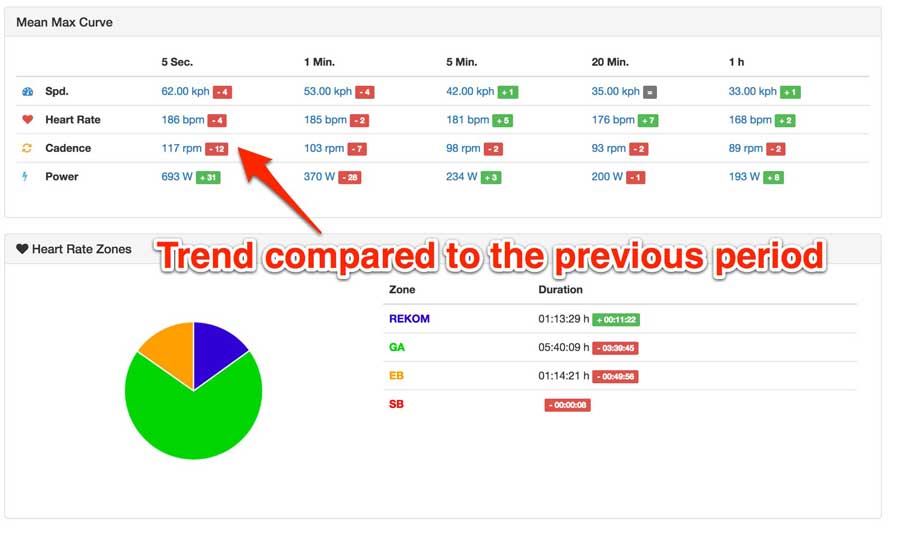 Mean Max Curve
5 Sec. 1 Min. 5 Min. 20 Min. 1 h
Spd. 62.00 kph - 4 53.00 kph - 4 42.00 kph + 1 35.00 kph = 33.00 kph + 1
Heart Rate 186 bpm - 4 185 bpm - 2 181 bpm + 5 176 bpm + 7 168 bpm + 2
Cadence 117 rpm - 12 103 rpm - 7 98 rpm - 2 93 rpm - 2 89 rpm - 2
Power 693 W + 31 370 W - 28 234 W + 3 200 W - 1 193 W + 8
Heart Rate Zones
Trend compared to the previous period
Zone Duration
REKOM 01:13:29 h + 00:11:22
GA 05:40:09 h - 03:39:45
EB 01:14:21 h - 00:49:56
SB - 00:00:08